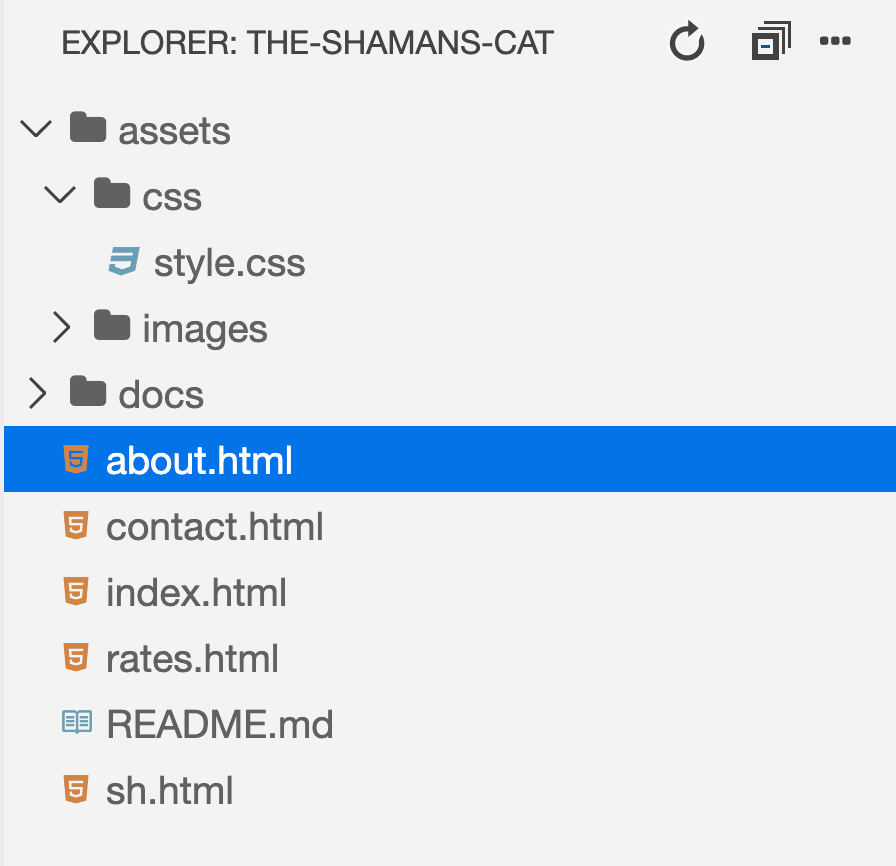 EXPLORER: THE-SHAMANS-CAT
assets
css
style.css
images
docs
about.html
contact.html
index.html
rates.html
README.md
sh.html